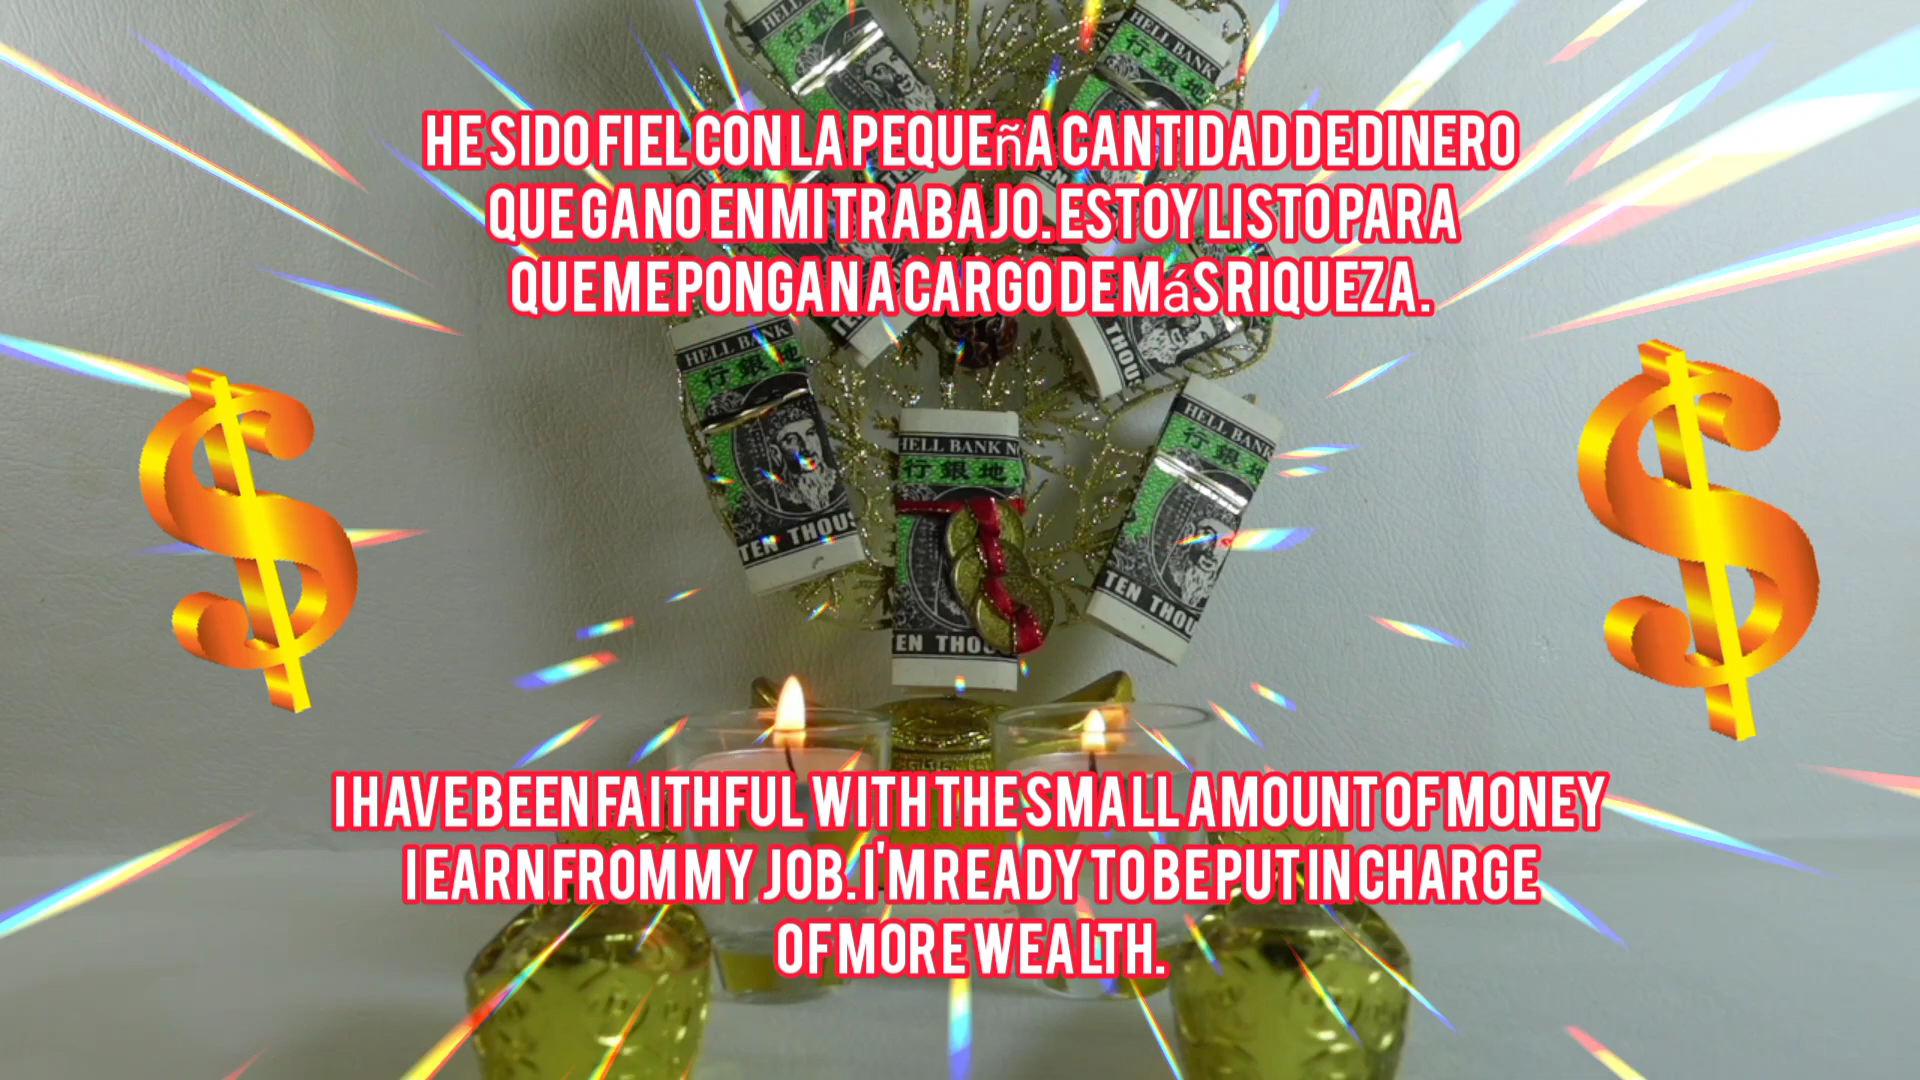 HELL BANK
行銀地
HELL BANK
行銀地
HE SIDO FIEL CON LA PEQUEñA CANTIDAD DE DINERO
QUE GANO EN MI TRABAJO. ESTOY LISTO PARA
QUE ME PONGAN A CARGO DE MáS RIQUEZA.
HELL BANK
行銀地
TEN THOUS
HELL BANK N
行銀地
EN THOU
HELL BANK
行銀地
TEN THOU
THOU
I HAVE BEEN FAITHFUL WITH THE SMALL AMOUNT OF MONEY
I EARN FROM MY JOB. I'M READY TO BE PUT IN CHARGE
OF MORE WEALTH.